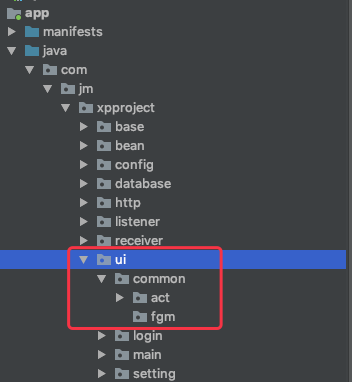 app
manifests
java
com
jm
xpproject
base
bean
config
database
http
listener
receiver
ui
common
act
fgm
login
main
setting